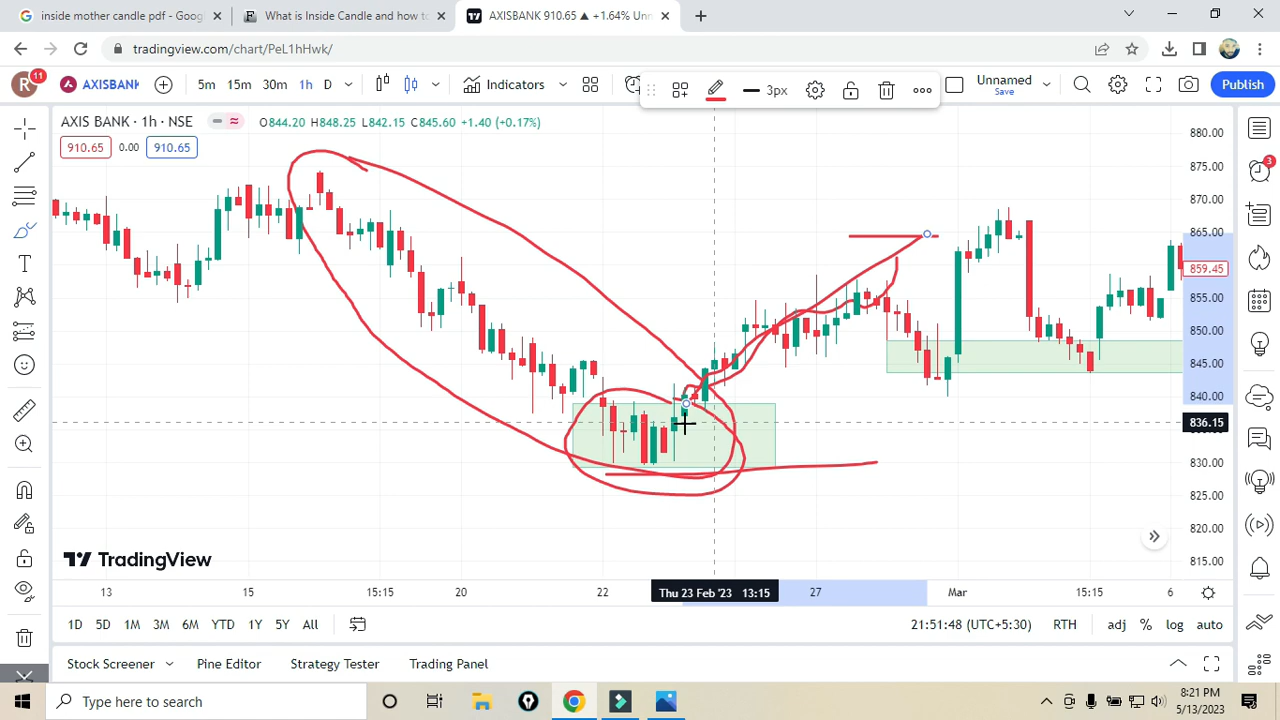 inside mother candle pdf - Goog
What is Inside Candle and how to
AXISBANK 910.65 ▲ +1.64% Unn
tradingview.com/chart/PeL1hHwk/
R
11
AXISBANK
5m
15m
30m
1h
D
Indicators
3px
Unnamed
Save
Publish
AXIS BANK · 1h · NSE
O844.20 H848.25 L842.15 C845.60 +1.40 (+0.17%)
910.65
0.00
910.65
880.00
875.00
870.00
865.00
859.45
855.00
850.00
845.00
840.00
836.15
830.00
825.00
820.00
815.00
3
TradingView
13
15
15:15
20
22
Thu 23 Feb '23 13:15
27
Mar
15:15
6
1D
5D
1M
3M
6M
YTD
1Y
5Y
All
21:51:48 (UTC+5:30)
RTH
adj
%
log
auto
Stock Screener
Pine Editor
Strategy Tester
Trading Panel
Type here to search
8:21 PM
5/13/2023